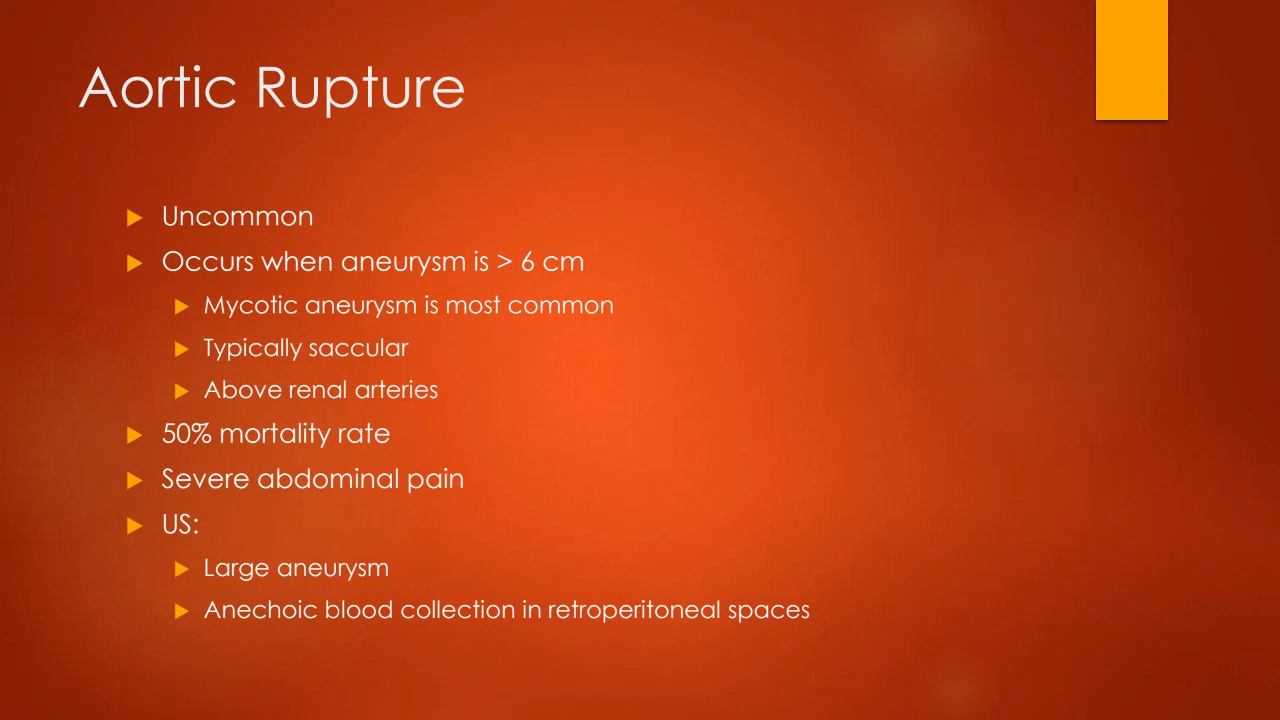 Aortic Rupture
Uncommon
Occurs when aneurysm is > 6 cm
Mycotic aneurysm is most common
Typically saccular
Above renal arteries
50% mortality rate
Severe abdominal pain
US:
Large aneurysm
Anechoic blood collection in retroperitoneal spaces